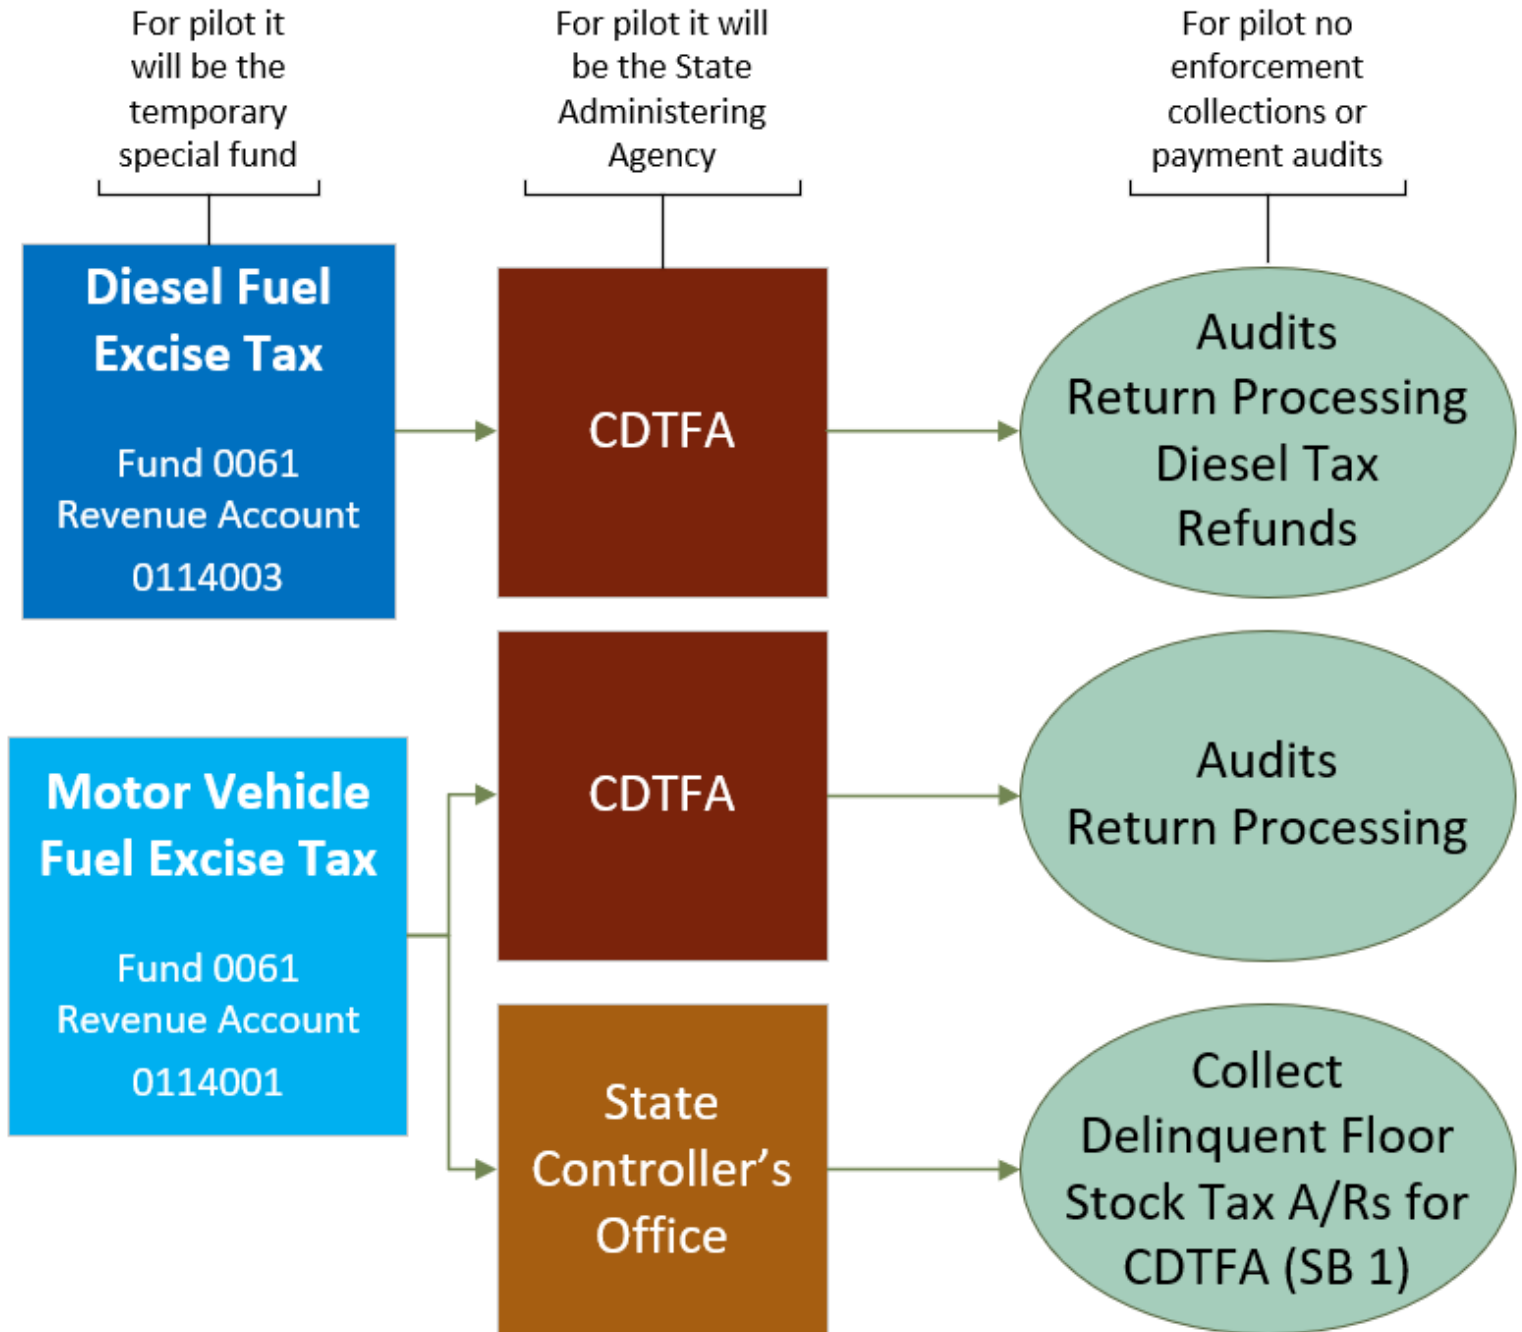 For pilot it
will be the
temporary
special fund
For pilot it will
be the State
Administering
Agency
For pilot no
enforcement
collections or
payment audits
Diesel Fuel
Excise Tax
Fund 0061
Revenue Account
0114003
CDTFA
Audits
Return Processing
Diesel Tax
Refunds
Motor Vehicle
Fuel Excise Tax
Fund 0061
Revenue Account
0114001
CDTFA
Audits
Return Processing
State
Controller’s
Office
Collect
Delinquent Floor
Stock Tax A/Rs for
CDTFA (SB 1)